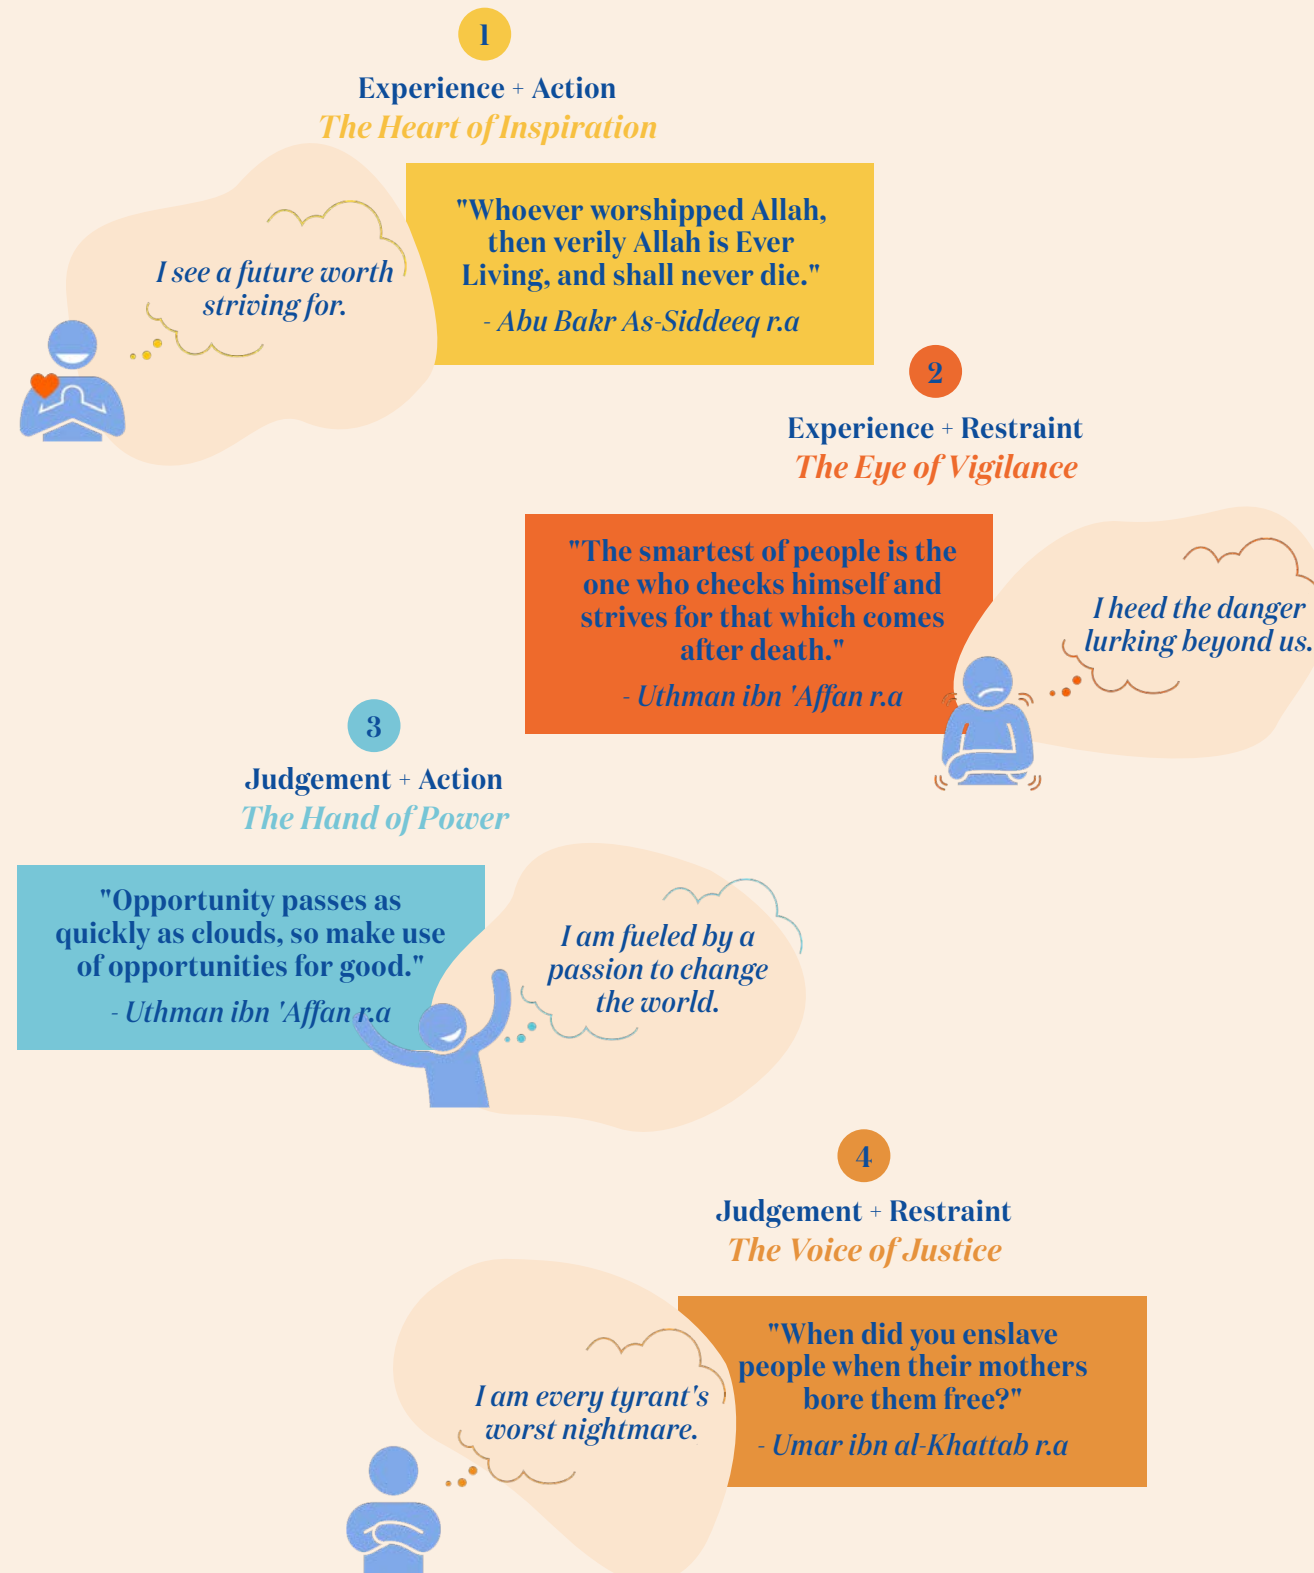 1
Experience + Action
The Heart of Inspiration
I see a future worth
striving for.
"Whoever worshipped Allah,
then verily Allah is Ever
Living, and shall never die."
- Abu Bakr As-Siddeeq r.a
2
Experience + Restraint
The Eye of Vigilance
"The smartest of people is the
one who checks himself and
strives for that which comes
after death."
- Uthman ibn 'Affan r.a
I heed the danger
lurking beyond us.
3
Judgement + Action
The Hand of Power
"Opportunity passes as
quickly as clouds, so make use
of opportunities for good."
- Uthman ibn 'Affan r.a
I am fueled by a
passion to change
the world.
4
Judgement + Restraint
The Voice of Justice
I am every tyrant's
worst nightmare.
"When did you enslave
people when their mothers
bore them free?"
- Umar ibn al-Khattab r.a